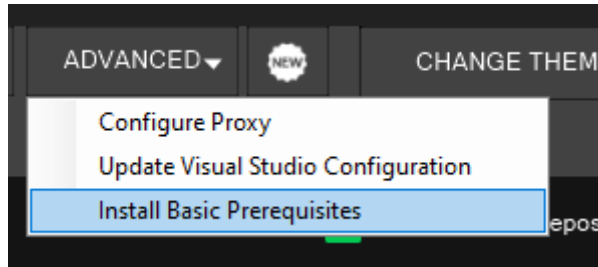 ADVANCED NEW CHANGE THEM
Configure Proxy
Update Visual Studio Configuration
Install Basic Prerequisites
epos